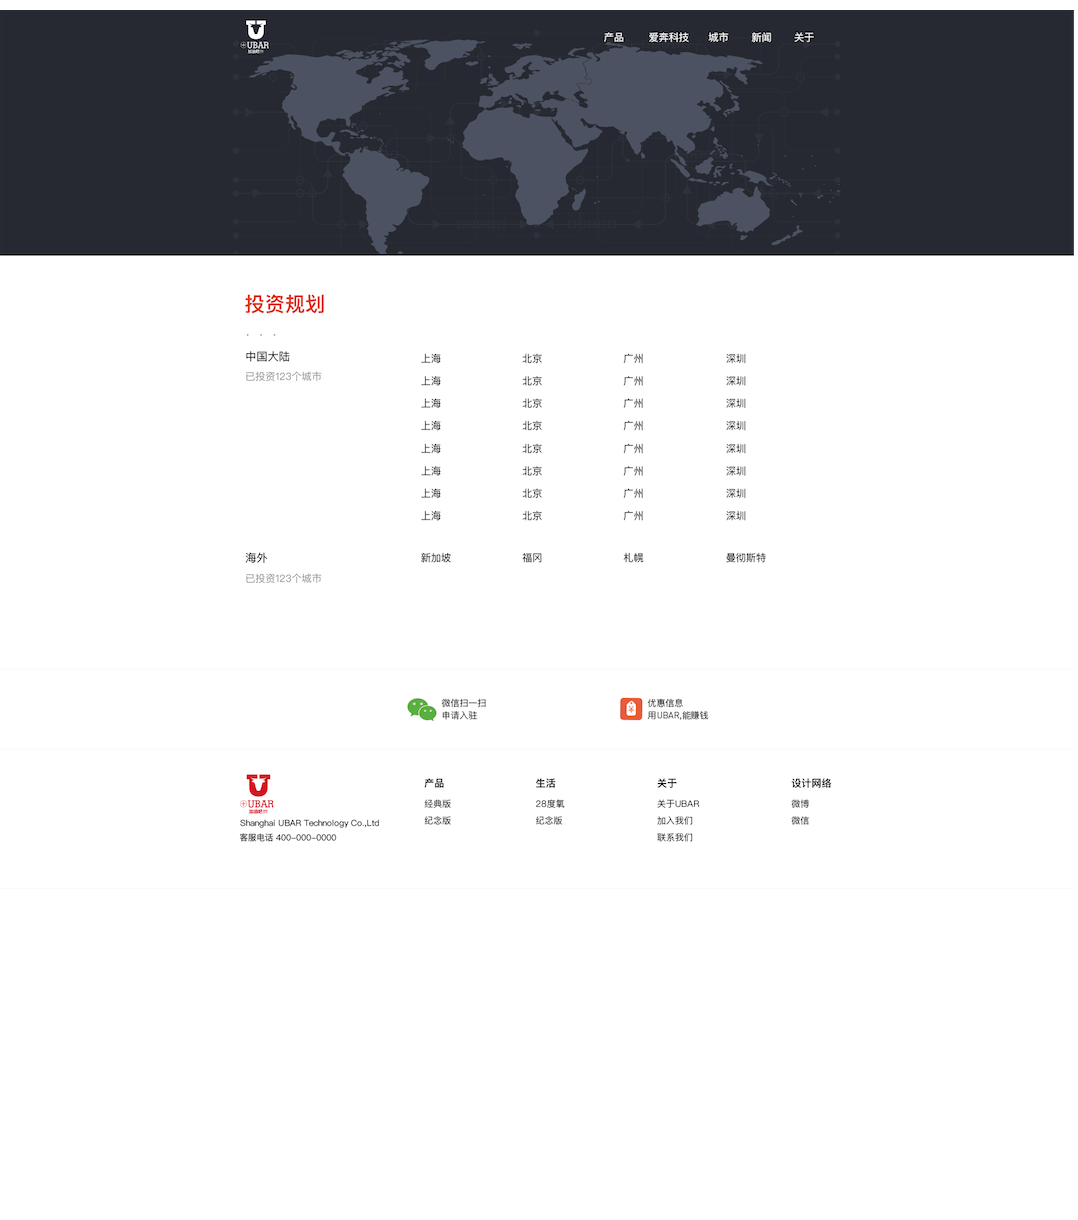 UBAR
产品 爱奔科技 城市 新闻 关于
投资规划
. . .
中国大陆 上海 北京 广州 深圳
已投资123个城市 上海 北京 广州 深圳
上海 北京 广州 深圳
上海 北京 广州 深圳
上海 北京 广州 深圳
上海 北京 广州 深圳
上海 北京 广州 深圳
上海 北京 广州 深圳
海外 新加坡 福冈 札幌 曼彻斯特
已投资123个城市
微信扫一扫
申请入驻
优惠信息
用UBAR,能赚钱
UBAR
Shanghai UBAR Technology Co.,Ltd
客服电话 400-000-0000
产品
经典版
纪念版
生活
28度氧
纪念版
关于
关于UBAR
加入我们
联系我们
设计网络
微博
微信